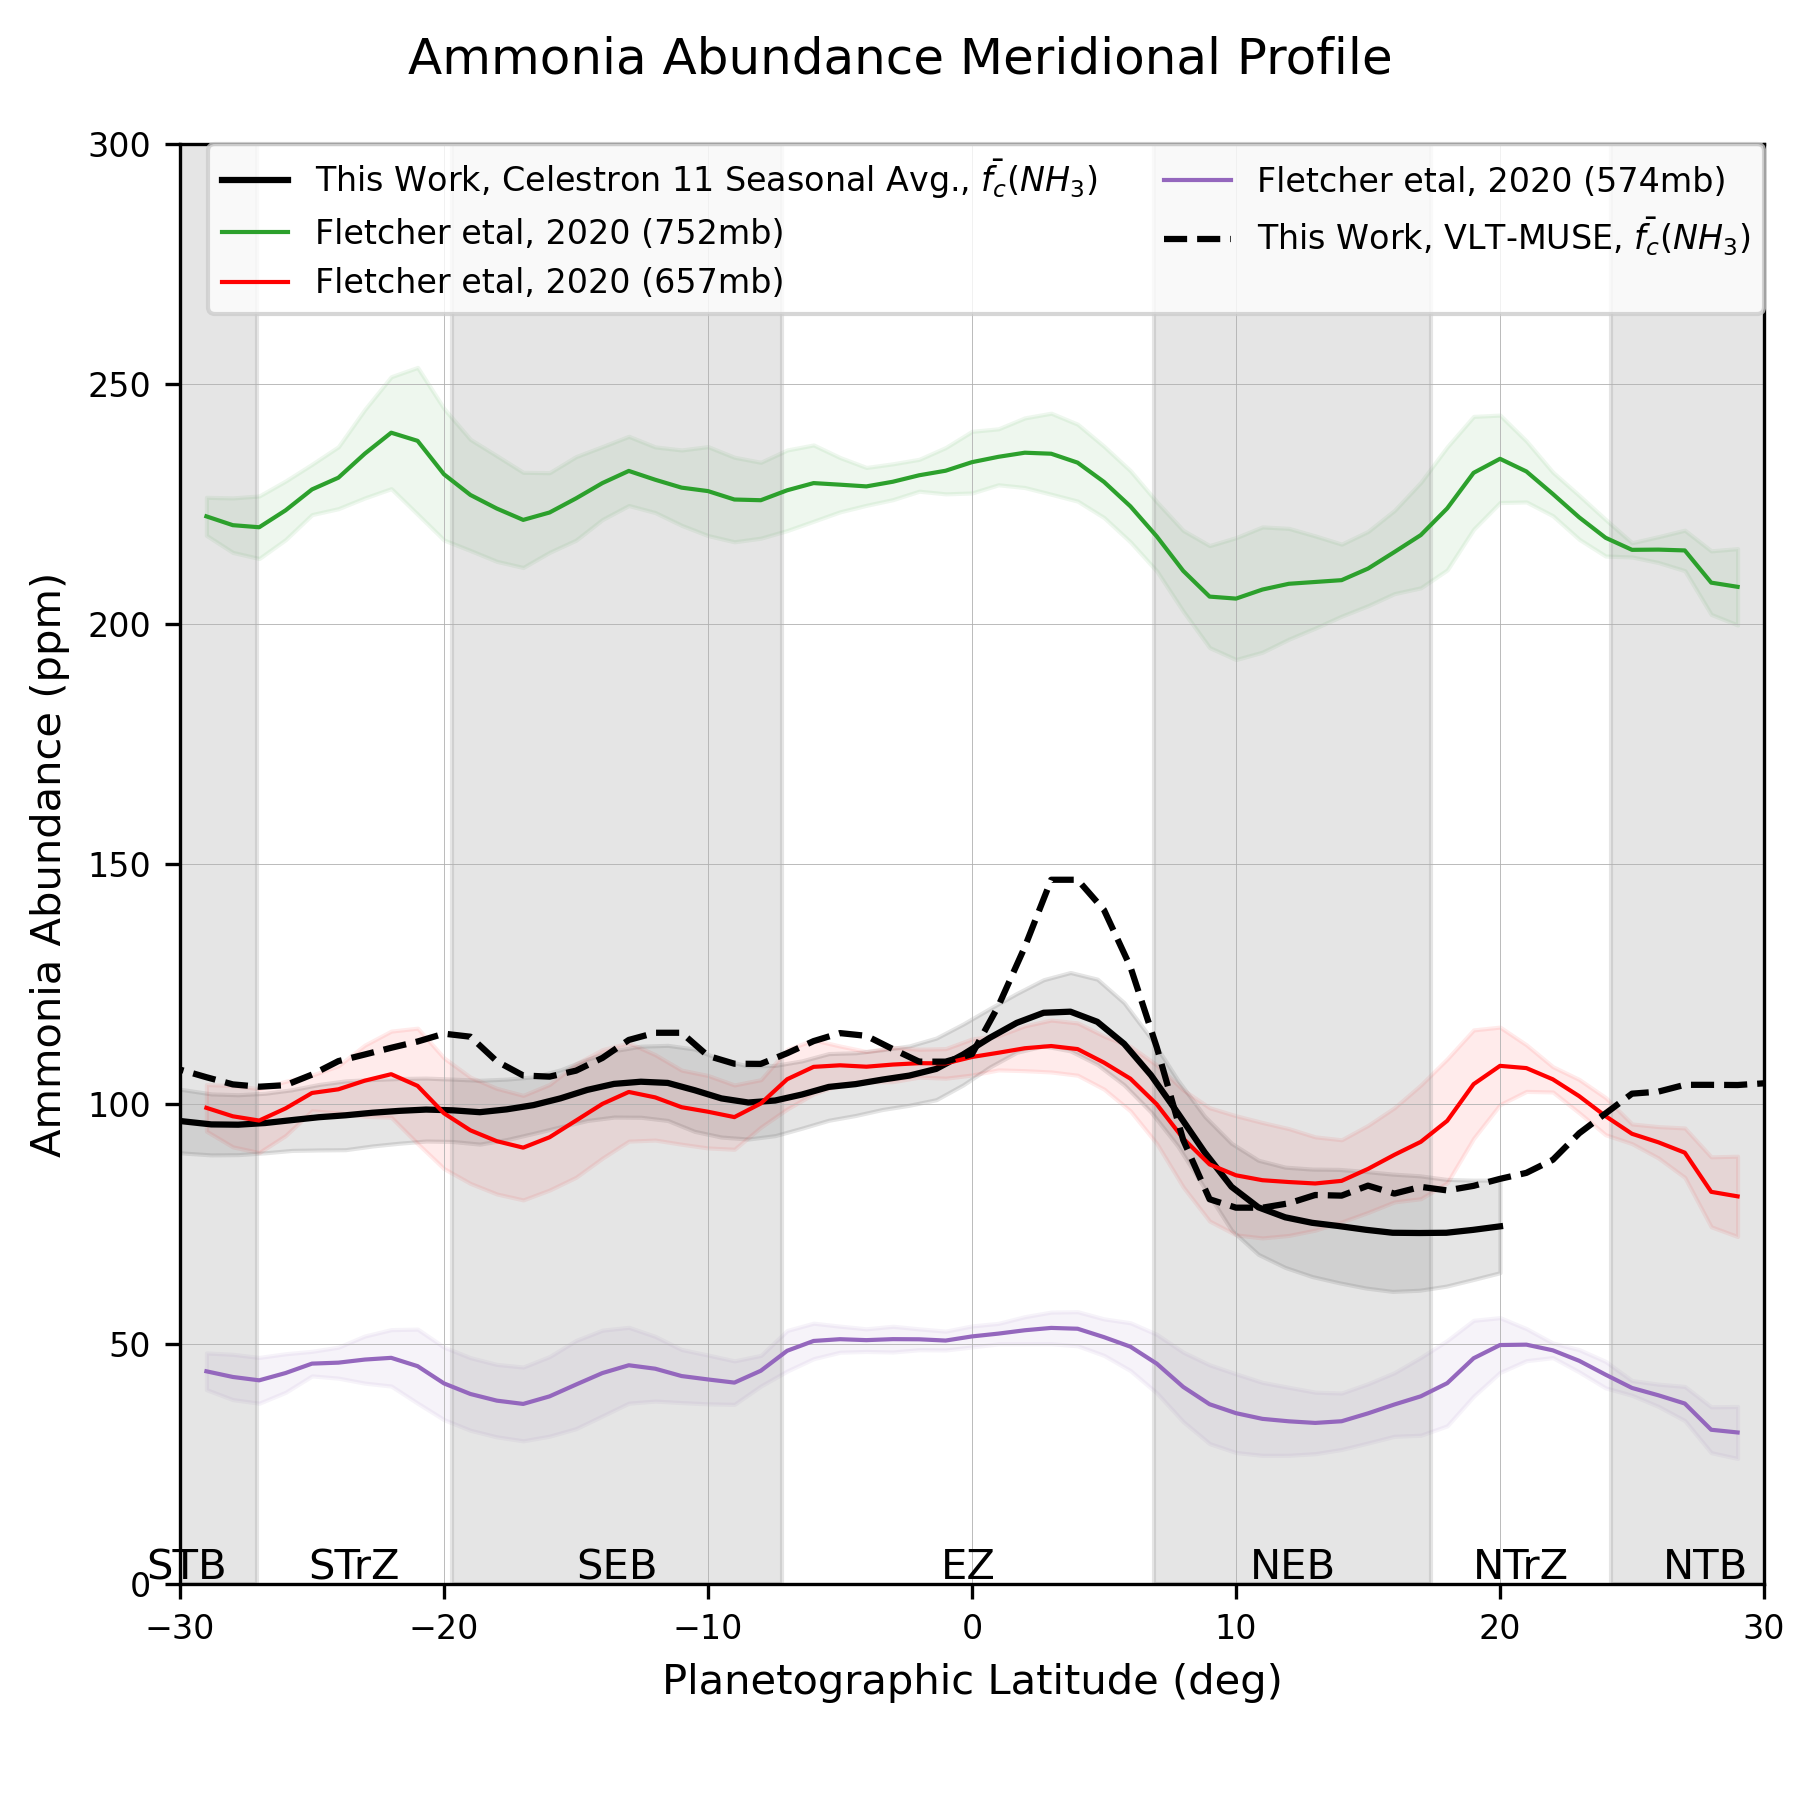 Ammonia Abundance Meridional Profile
This Work, Celestron 11 Seasonal Avg., f̄c(NH3)
Fletcher etal, 2020 (752mb)
Fletcher etal, 2020 (657mb)
Fletcher etal, 2020 (574mb)
This Work, VLT-MUSE, f̄c(NH3)
Ammonia Abundance (ppm)
300
250
200
150
100
50
0
STB STrZ SEB EZ NEB NTrZ NTB
−30 −20 −10 0 10 20 30
Planetographic Latitude (deg)